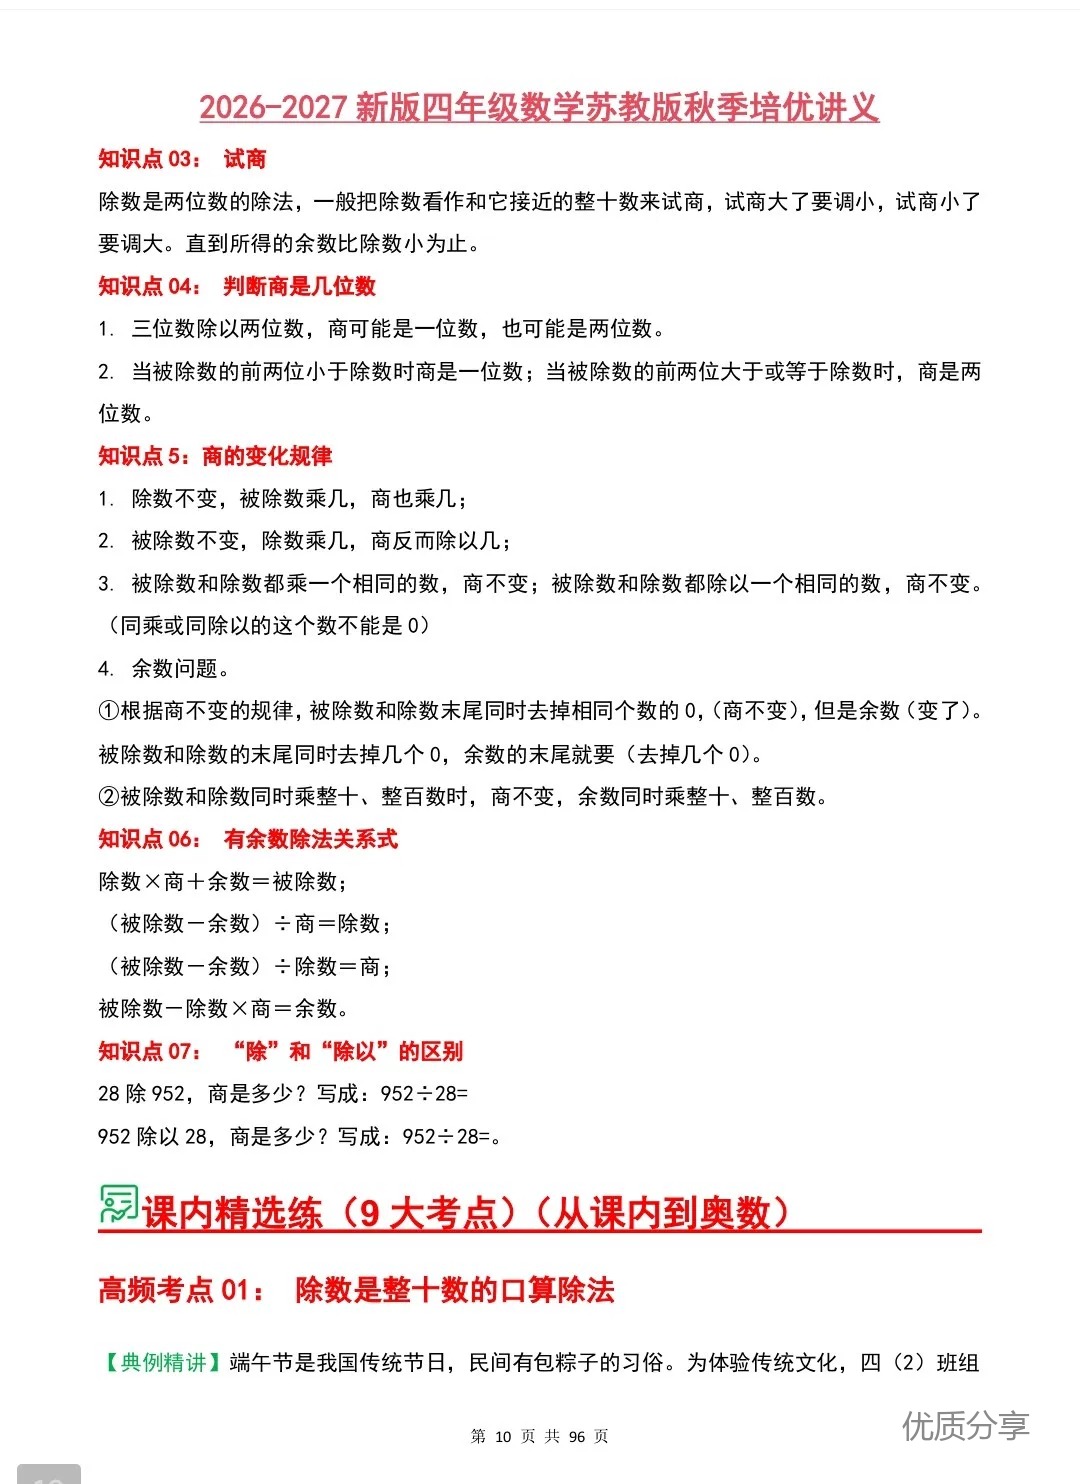 2026-2027新版四年级数学苏教版秋季培优讲义
知识点 03： 试商
除数是两位数的除法，一般把除数看作和它接近的整十数来试商，试商大了要调小，试商小了
要调大。直到所得的余数比除数小为止。
知识点 04： 判断商是几位数
1. 三位数除以两位数，商可能是一位数，也可能是两位数。
2. 当被除数的前两位小于除数时商是一位数；当被除数的前两位大于或等于除数时，商是两
位数。
知识点 5：商的变化规律
1. 除数不变，被除数乘几，商也乘几；
2. 被除数不变，除数乘几，商反而除以几；
3. 被除数和除数都乘一个相同的数，商不变；被除数和除数都除以一个相同的数，商不变。
（同乘或同除以的这个数不能是 0）
4. 余数问题。
①根据商不变的规律，被除数和除数末尾同时去掉相同个数的 0，（商不变），但是余数（变了）。
被除数和除数的末尾同时去掉几个 0，余数的末尾就要（去掉几个 0）。
②被除数和除数同时乘整十、整百数时，商不变，余数同时乘整十、整百数。
知识点 06： 有余数除法关系式
除数×商＋余数＝被除数；
（被除数－余数）÷商＝除数；
（被除数－余数）÷除数＝商；
被除数－除数×商＝余数。
知识点 07： “除”和“除以”的区别
28 除 952，商是多少？写成：952÷28=
952 除以 28，商是多少？写成：952÷28=。
课内精选练（9 大考点）（从课内到奥数）
高频考点 01： 除数是整十数的口算除法
【典例精讲】端午节是我国传统节日，民间有包粽子的习俗。为体验传统文化，四（2）班组
第 10 页 共 96 页
优质分享